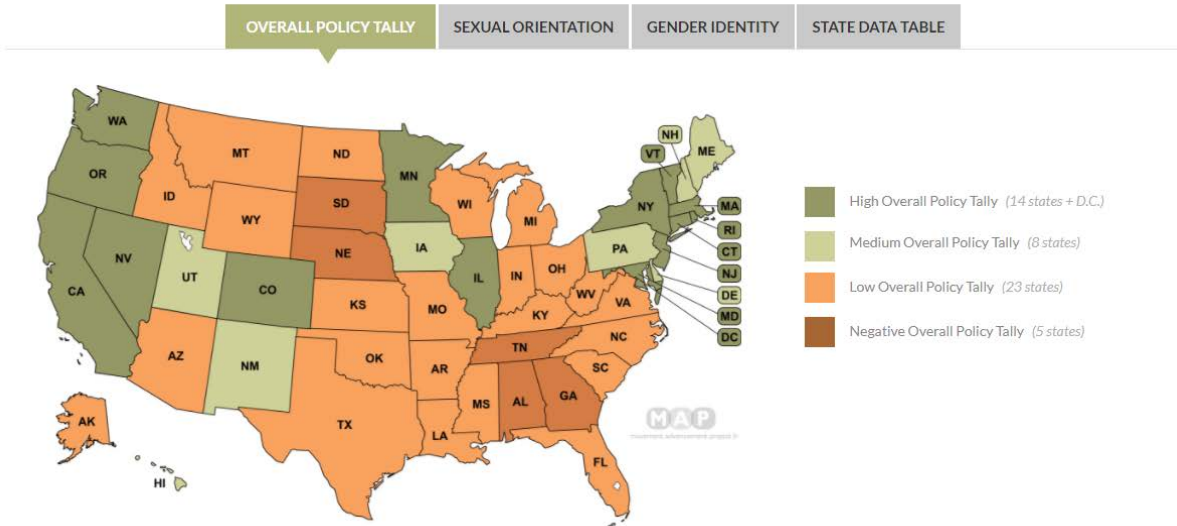 OVERALL POLICY TALLY
SEXUAL ORIENTATION
GENDER IDENTITY
STATE DATA TABLE
WA
OR
CA
NV
ID
MT
WY
UT
CO
AZ
NM
ND
SD
NE
KS
OK
TX
MN
IA
MO
AR
LA
WI
IL
MI
IN
OH
KY
TN
MS
AL
GA
FL
SC
NC
VA
WV
PA
NY
VT
NH
ME
MA
RI
CT
NJ
DE
MD
DC
AK
HI
MAP
High Overall Policy Tally (14 states + D.C.)
Medium Overall Policy Tally (8 states)
Low Overall Policy Tally (23 states)
Negative Overall Policy Tally (5 states)